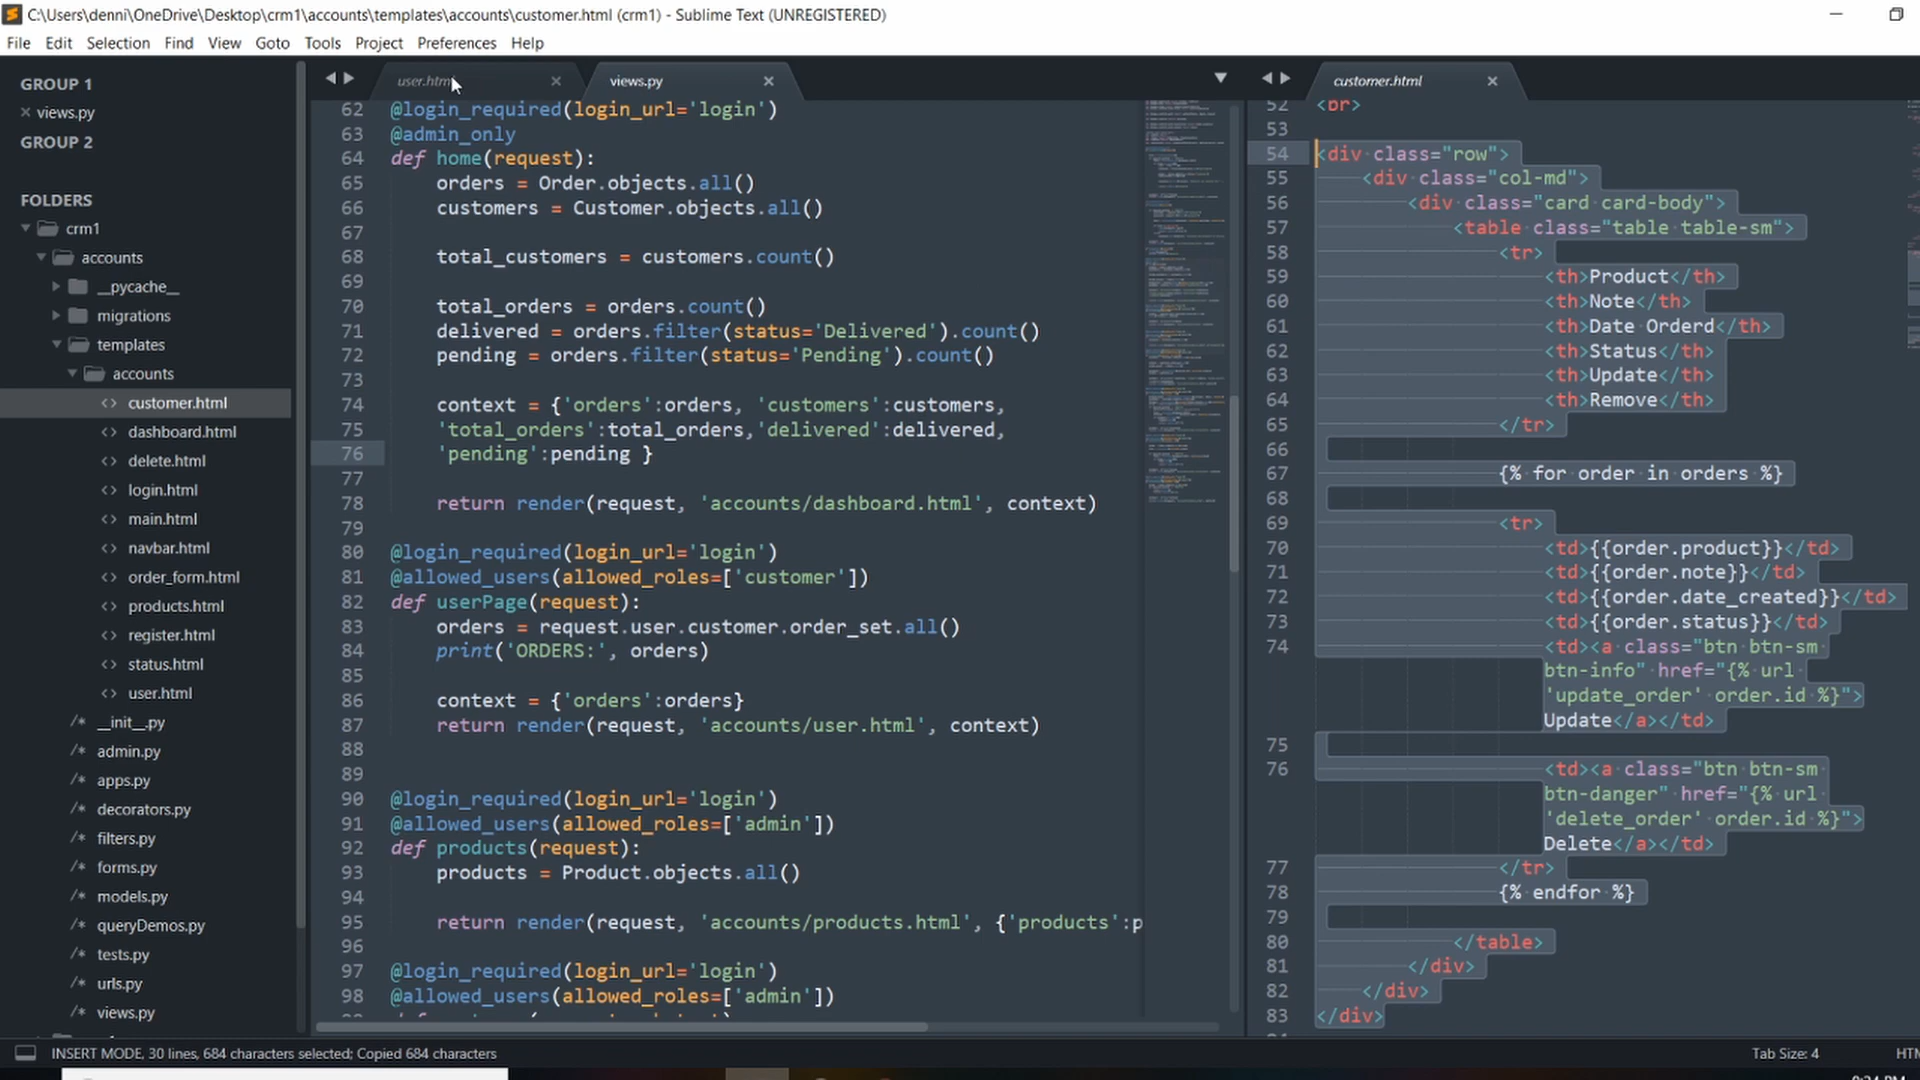 C:\Users\denni\OneDrive\Desktop\crm1\accounts\templates\accounts\customer.html (crm1) - Sublime Text (UNREGISTERED)
File Edit Selection Find View Goto Tools Project Preferences Help
GROUP 1
views.py
GROUP 2
FOLDERS
crm1
accounts
__pycache__
migrations
templates
accounts
customer.html
dashboard.html
delete.html
login.html
main.html
navbar.html
order_form.html
products.html
register.html
status.html
user.html
__init__.py
admin.py
apps.py
decorators.py
filters.py
forms.py
models.py
queryDemos.py
tests.py
urls.py
views.py
user.html
views.py
62 @login_required(login_url='login')
63 @admin_only
64 def home(request):
65 orders = Order.objects.all()
66 customers = Customer.objects.all()
67
68 total_customers = customers.count()
69
70 total_orders = orders.count()
71 delivered = orders.filter(status='Delivered').count()
72 pending = orders.filter(status='Pending').count()
73
74 context = {'orders':orders, 'customers':customers,
75 'total_orders':total_orders,'delivered':delivered,
76 'pending':pending }
77
78 return render(request, 'accounts/dashboard.html', context)
79
80 @login_required(login_url='login')
81 @allowed_users(allowed_roles=['customer'])
82 def userPage(request):
83 orders = request.user.customer.order_set.all()
84 print('ORDERS:', orders)
85
86 context = {'orders':orders}
87 return render(request, 'accounts/user.html', context)
88
89
90 @login_required(login_url='login')
91 @allowed_users(allowed_roles=['admin'])
92 def products(request):
93 products = Product.objects.all()
94
95 return render(request, 'accounts/products.html', {'products':p
96
97 @login_required(login_url='login')
98 @allowed_users(allowed_roles=['admin'])
customer.html
52 <br>
53
54 <div class="row">
55 <div class="col-md">
56 <div class="card card-body">
57 <table class="table table-sm">
58 <tr>
59 <th>Product</th>
60 <th>Note</th>
61 <th>Date Orderd</th>
62 <th>Status</th>
63 <th>Update</th>
64 <th>Remove</th>
65 </tr>
66
67 {% for order in orders %}
68
69 <tr>
70 <td>{{order.product}}</td>
71 <td>{{order.note}}</td>
72 <td>{{order.date_created}}</td>
73 <td>{{order.status}}</td>
74 <td><a class="btn btn-sm
btn-info" href="{% url
'update_order' order.id %}">
Update</a></td>
75
76 <td><a class="btn btn-sm
btn-danger" href="{% url
'delete_order' order.id %}">
Delete</a></td>
77 </tr>
78 {% endfor %}
79
80 </table>
81 </div>
82 </div>
83 </div>
INSERT MODE, 30 lines, 684 characters selected; Copied 684 characters
Tab Size: 4